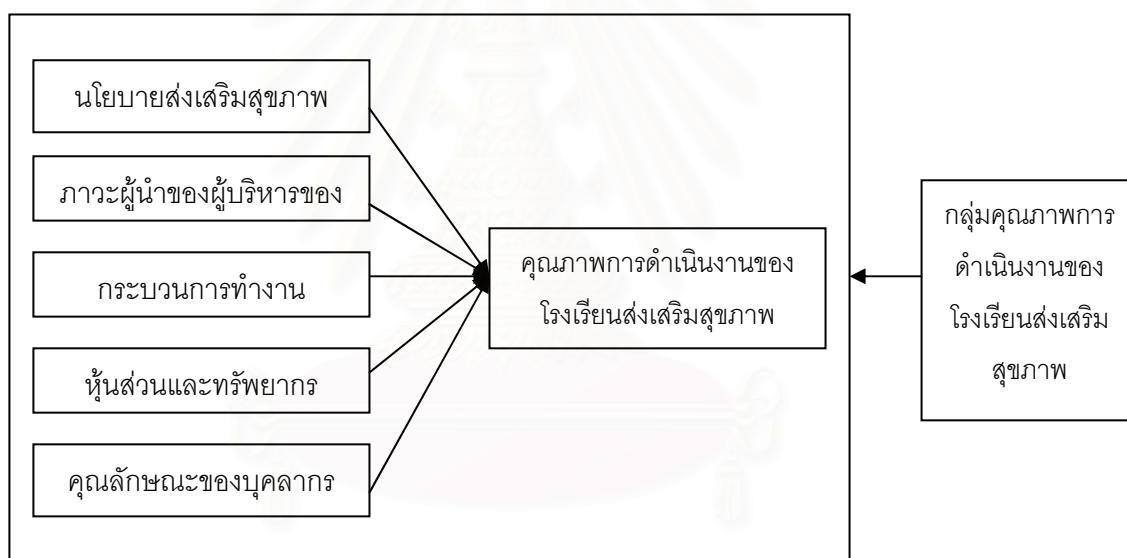 นโยบายส่งเสริมสุขภาพ
ภาวะผู้นำของผู้บริหารของ
กระบวนการทำงาน
หุ้นส่วนและทรัพยากร
คุณลักษณะของบุคลากร
คุณภาพการดำเนินงานของ
โรงเรียนส่งเสริมสุขภาพ
กลุ่มคุณภาพการ
ดำเนินงานของ
โรงเรียนส่งเสริม
สุขภาพ